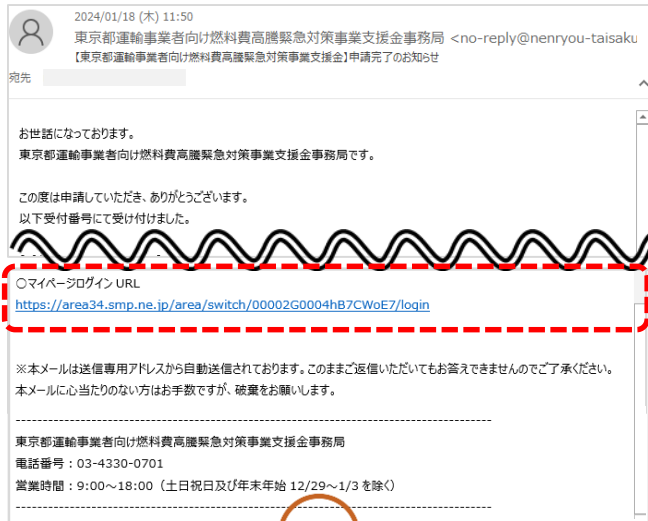 2024/01/18 (木) 11:50
東京都運輸事業者向け燃料費高騰緊急対策事業支援金事務局 <no-reply@nenryou-taisaku
【東京都運輸事業者向け燃料費高騰緊急対策事業支援金】申請完了のお知らせ
宛先
お世話になっております。
東京都運輸事業者向け燃料費高騰緊急対策事業支援金事務局です。
この度は申請していただき、ありがとうございます。
以下受付番号にて受け付けました。
○マイページログイン URL
https://area34.smp.ne.jp/area/switch/00002G0004hB7CWoE7/login
※本メールは送信専用アドレスから自動送信されております。このままご返信いただいてもお答えできませんのでご了承ください。
本メールに心当たりのない方はお手数ですが、破棄をお願いします。
----------------------------------------------------------------------------------------
東京都運輸事業者向け燃料費高騰緊急対策事業支援金事務局
電話番号：03-4330-0701
営業時間：9:00～18:00（土日祝日及び年末年始 12/29～1/3 を除く）
----------------------------------------------------------------------------------------